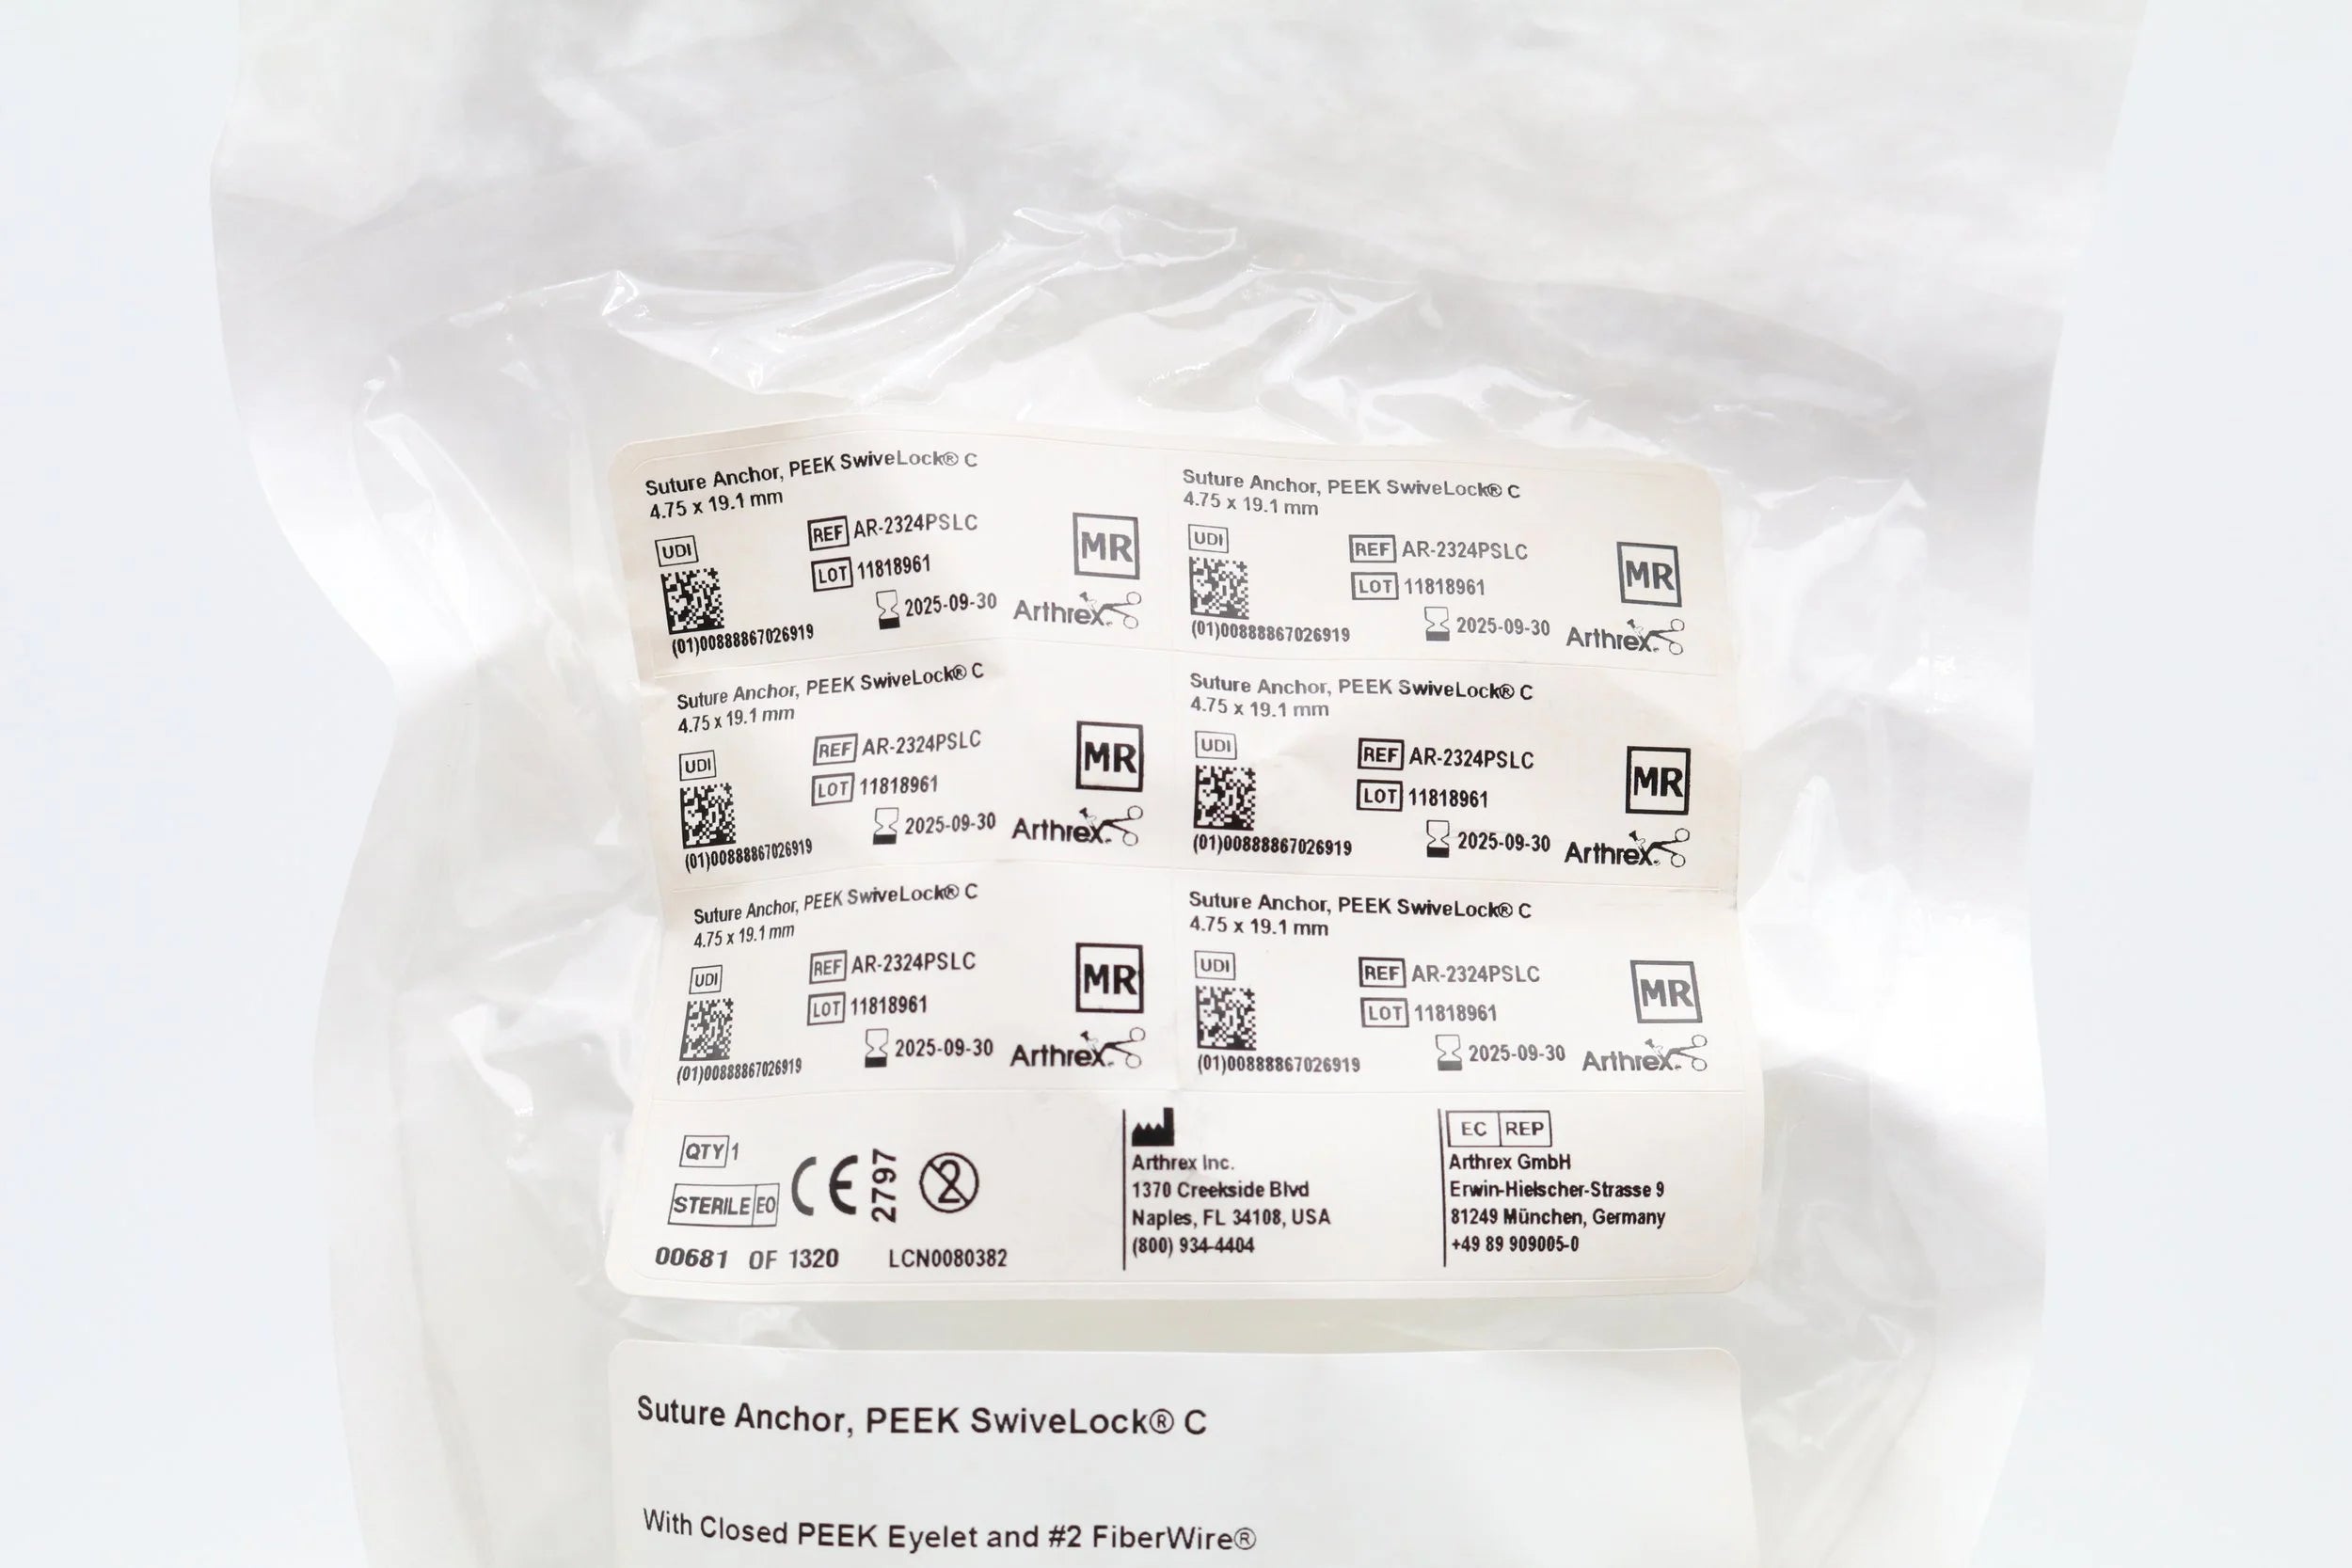 Suture Anchor, PEEK SwiveLock® C
4.75 x 19.1 mm
UDI
REF AR-2324PSLC
LOT 11818961
2025-09-30
(01)00888867026919
MR
Arthrex
Suture Anchor, PEEK SwiveLock® C
4.75 x 19.1 mm
UDI
REF AR-2324PSLC
LOT 11818961
2025-09-30
(01)00888867026919
MR
Arthrex
Suture Anchor, PEEK SwiveLock® C
4.75 x 19.1 mm
UDI
REF AR-2324PSLC
LOT 11818961
2025-09-30
(01)00888867026919
MR
Arthrex
Suture Anchor, PEEK SwiveLock® C
4.75 x 19.1 mm
UDI
REF AR-2324PSLC
LOT 11818961
2025-09-30
(01)00888867026919
MR
Arthrex
Suture Anchor, PEEK SwiveLock® C
4.75 x 19.1 mm
UDI
REF AR-2324PSLC
LOT 11818961
2025-09-30
(01)00888867026919
MR
Arthrex
Suture Anchor, PEEK SwiveLock® C
4.75 x 19.1 mm
UDI
REF AR-2324PSLC
LOT 11818961
2025-09-30
(01)00888867026919
MR
Arthrex
QTY 1
STERILE EO
CE 2797
2
00681 OF 1320 LCN0080382
Arthrex Inc.
1370 Creekside Blvd
Naples, FL 34108, USA
(800) 934-4404
EC REP
Arthrex GmbH
Erwin-Hielscher-Strasse 9
81249 München, Germany
+49 89 909005-0
Suture Anchor, PEEK SwiveLock® C
With Closed PEEK Eyelet and #2 FiberWire®